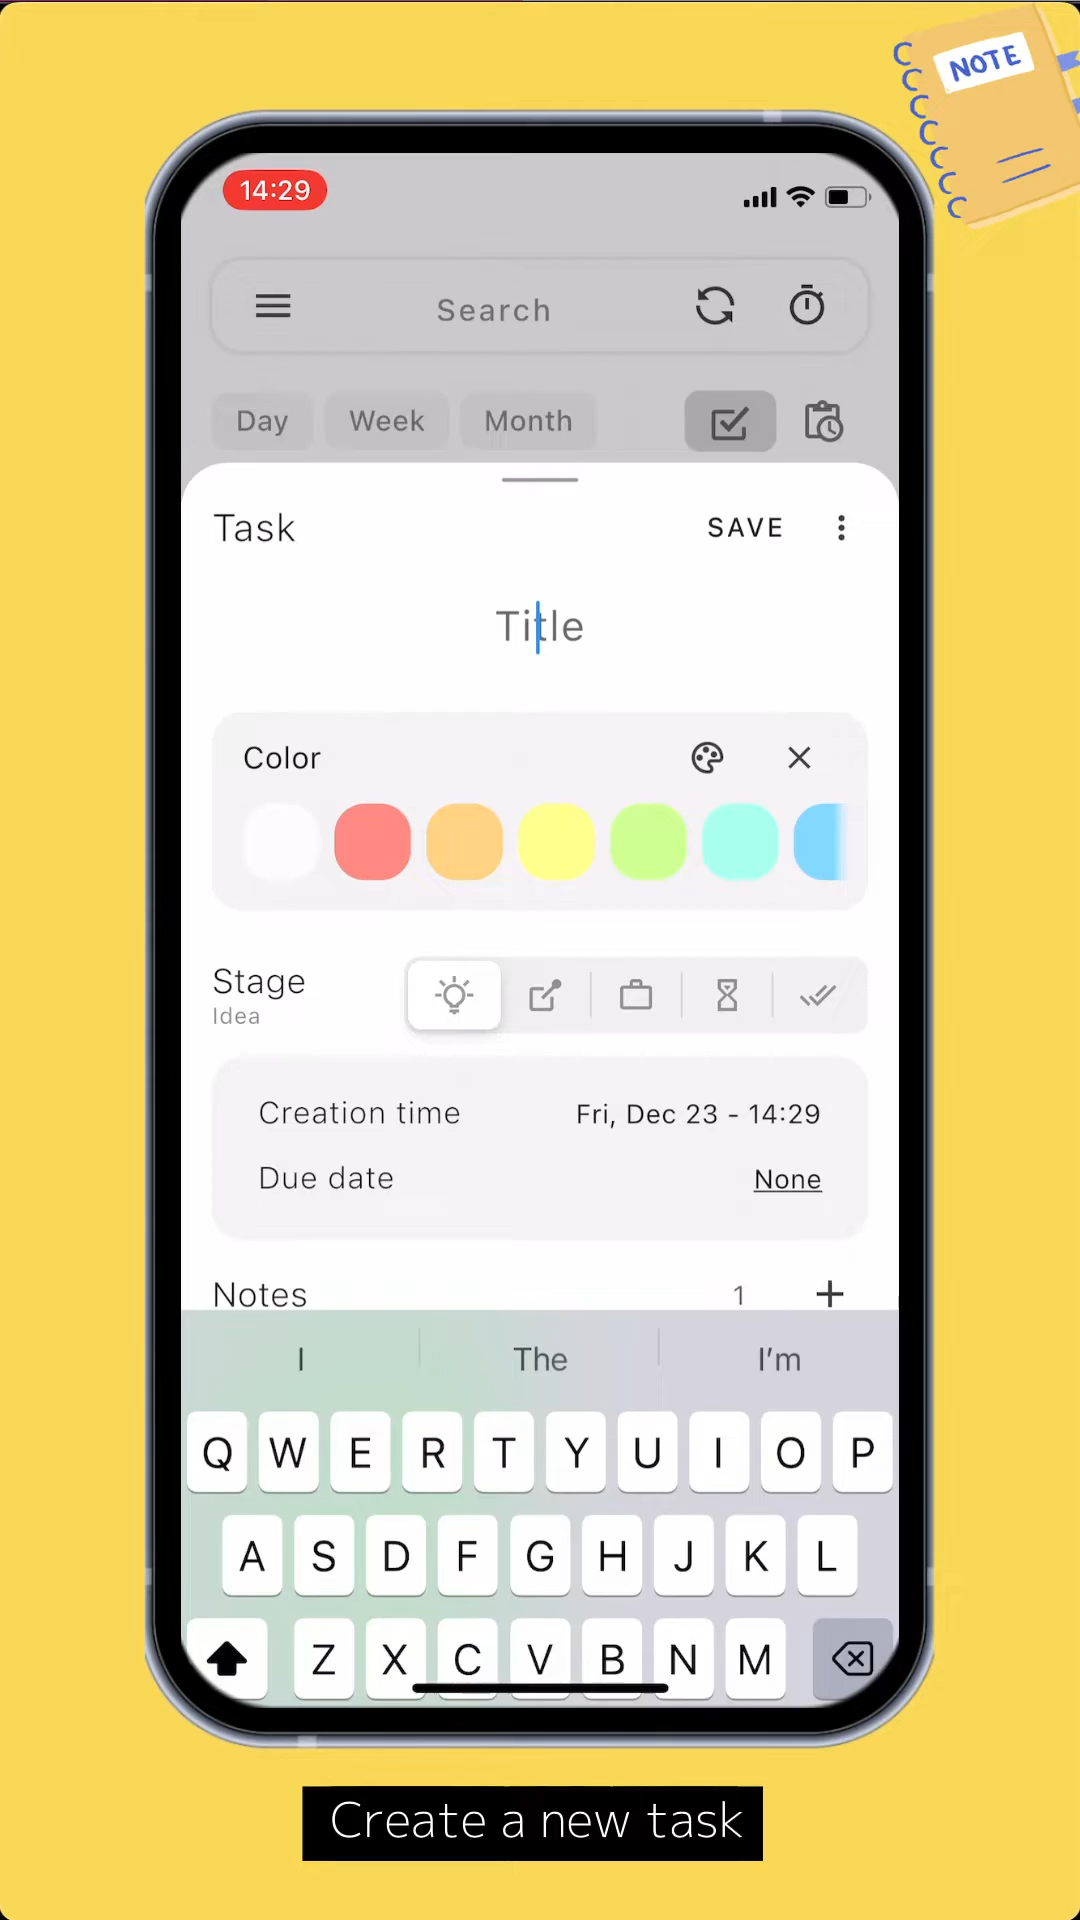 NOTE
14:29
Search
Day Week Month
Task SAVE
Title
Color
Stage
Idea
Creation time Fri, Dec 23 - 14:29
Due date None
Notes 1
I The I'm
Q W E R T Y U I O P
A S D F G H J K L
Z X C V B N M
Create a new task